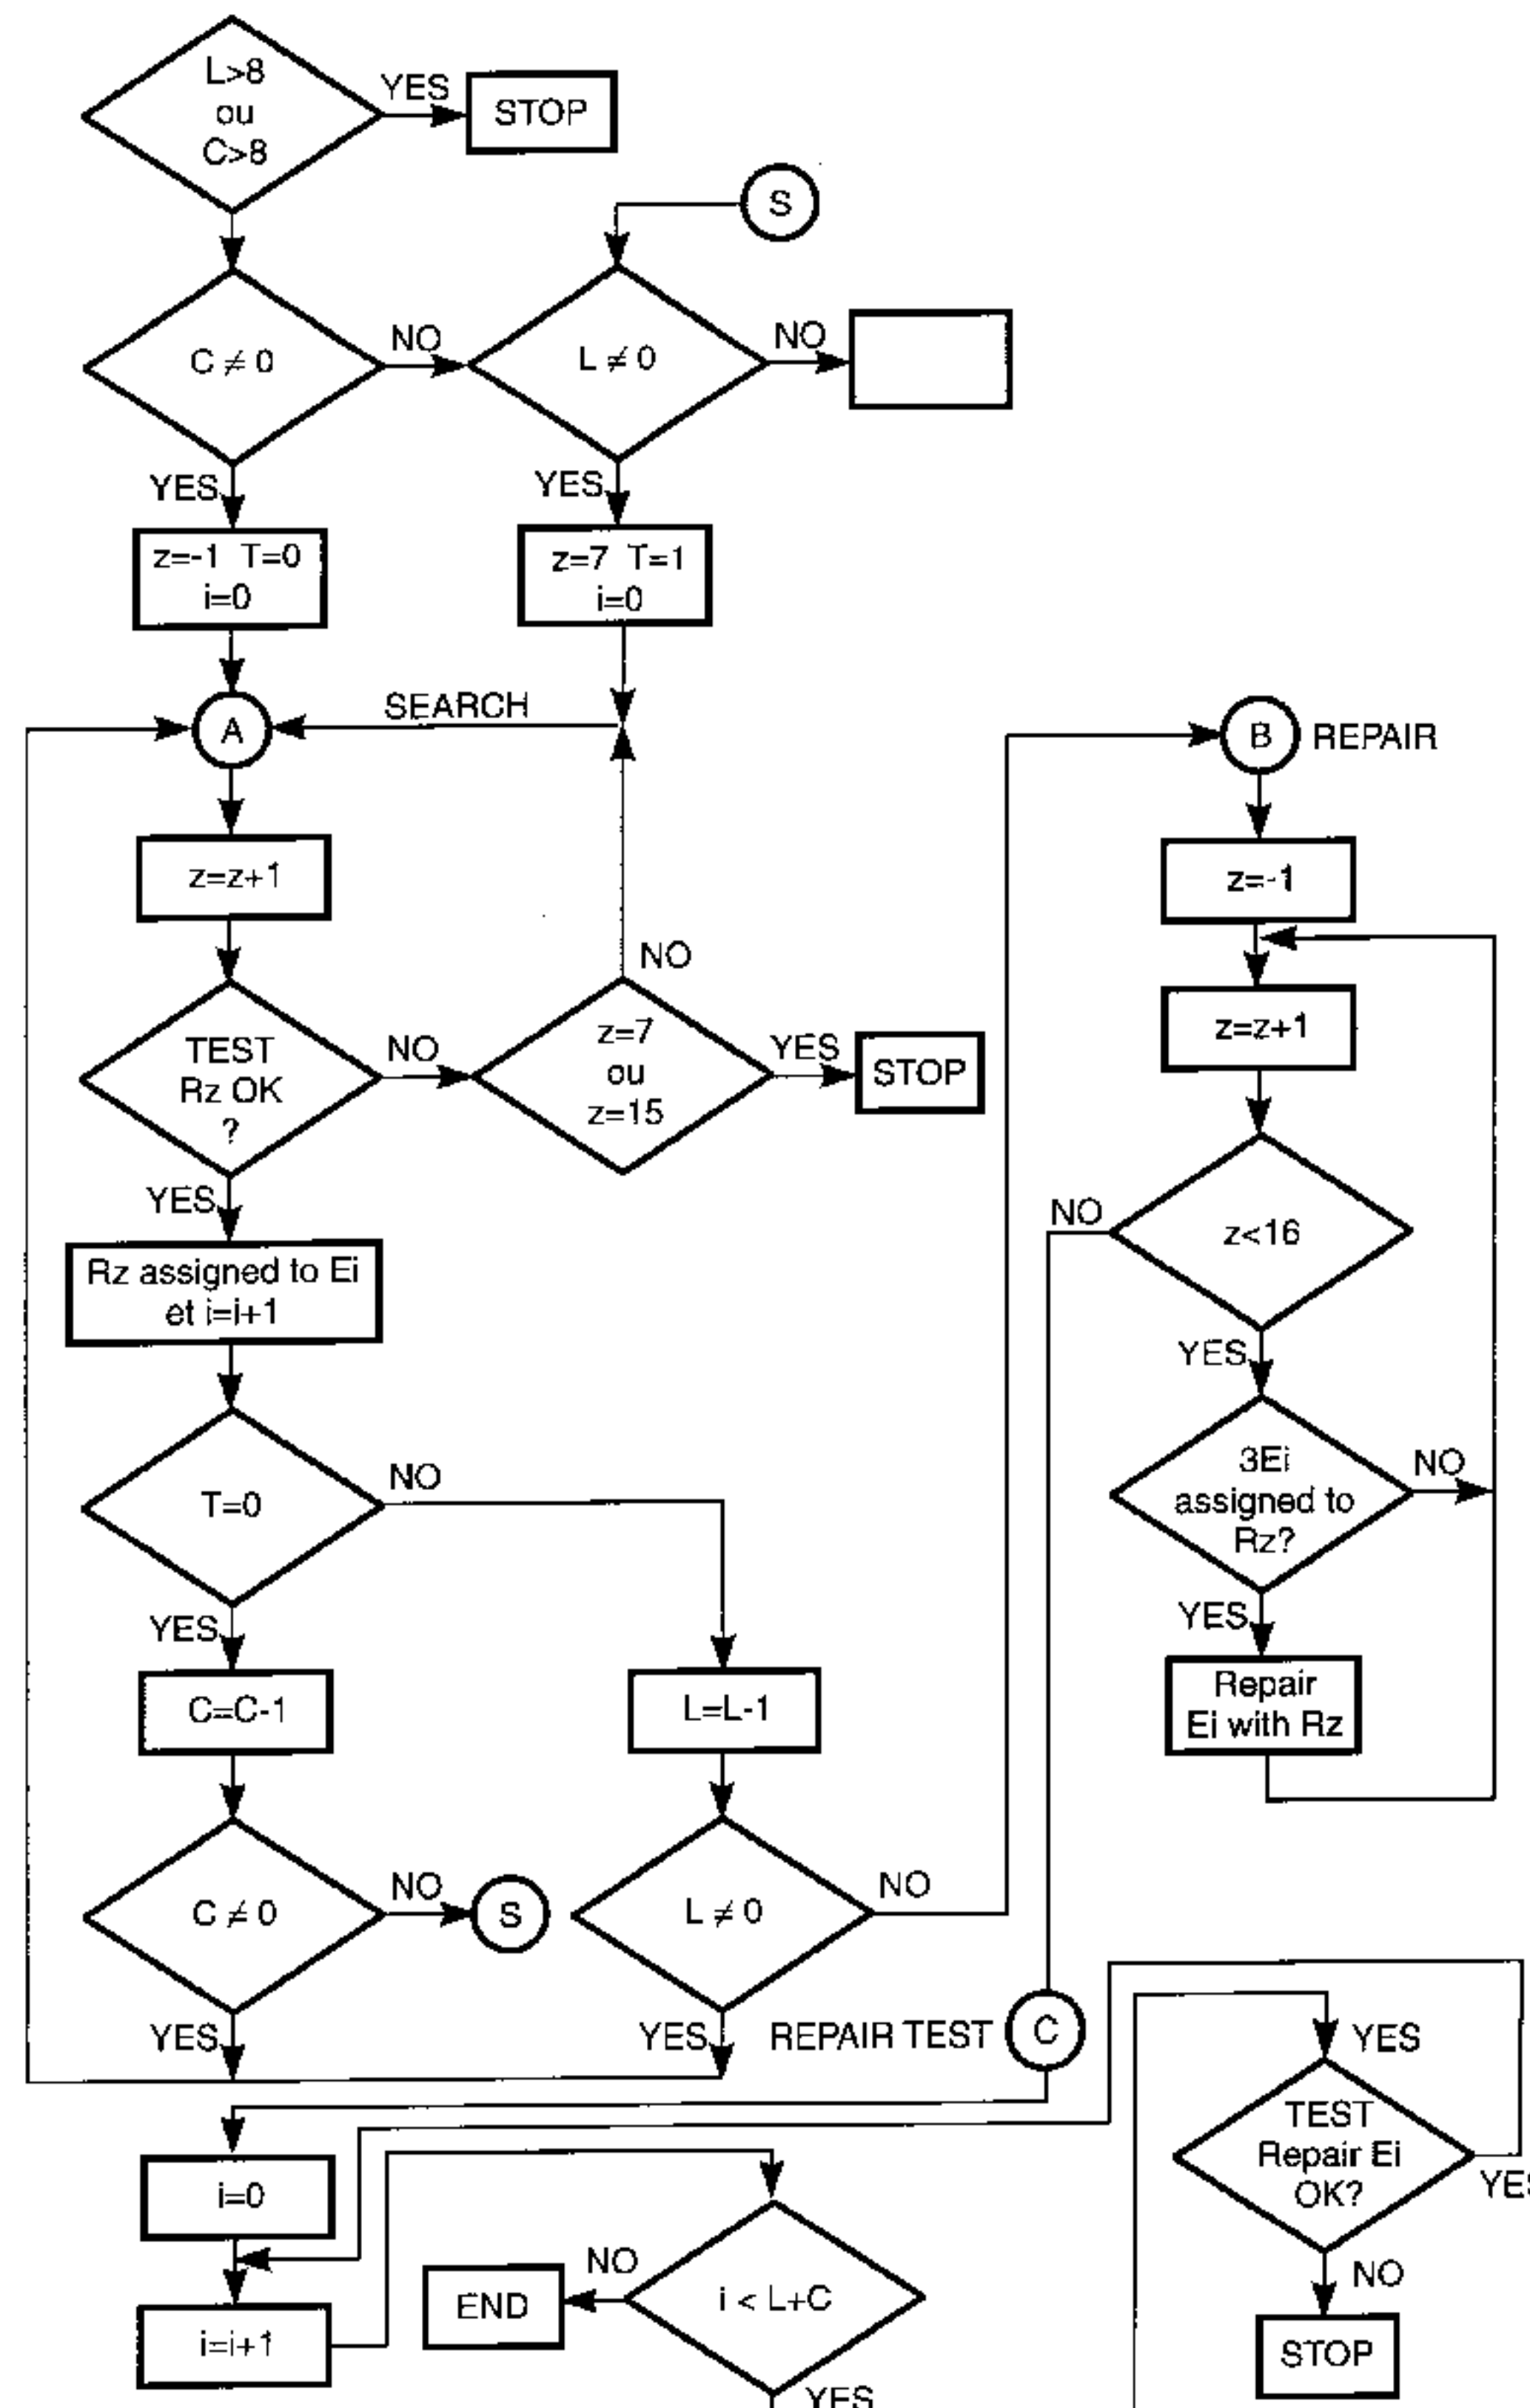 L>8
ou
C>8
YES
STOP
S
C ≠ 0
NO
L ≠ 0
NO
YES
YES
z=-1 T=0
i=0
z=7 T=1
i=0
A
SEARCH
B
REPAIR
z=z+1
z=-1
z=z+1
TEST
Rz OK
?
NO
z=7
ou
z=15
NO
YES
STOP
YES
Rz assigned to Ei
et i=i+1
z<16
NO
YES
3Ei
assigned to
Rz?
NO
YES
Repair
Ei with Rz
T=0
NO
YES
C=C-1
L=L-1
C ≠ 0
NO
S
L ≠ 0
NO
YES
YES
REPAIR TEST
C
YES
TEST
Repair Ei
OK?
YES
NO
STOP
i=0
i=i+1
END
NO
i < L+C
YES